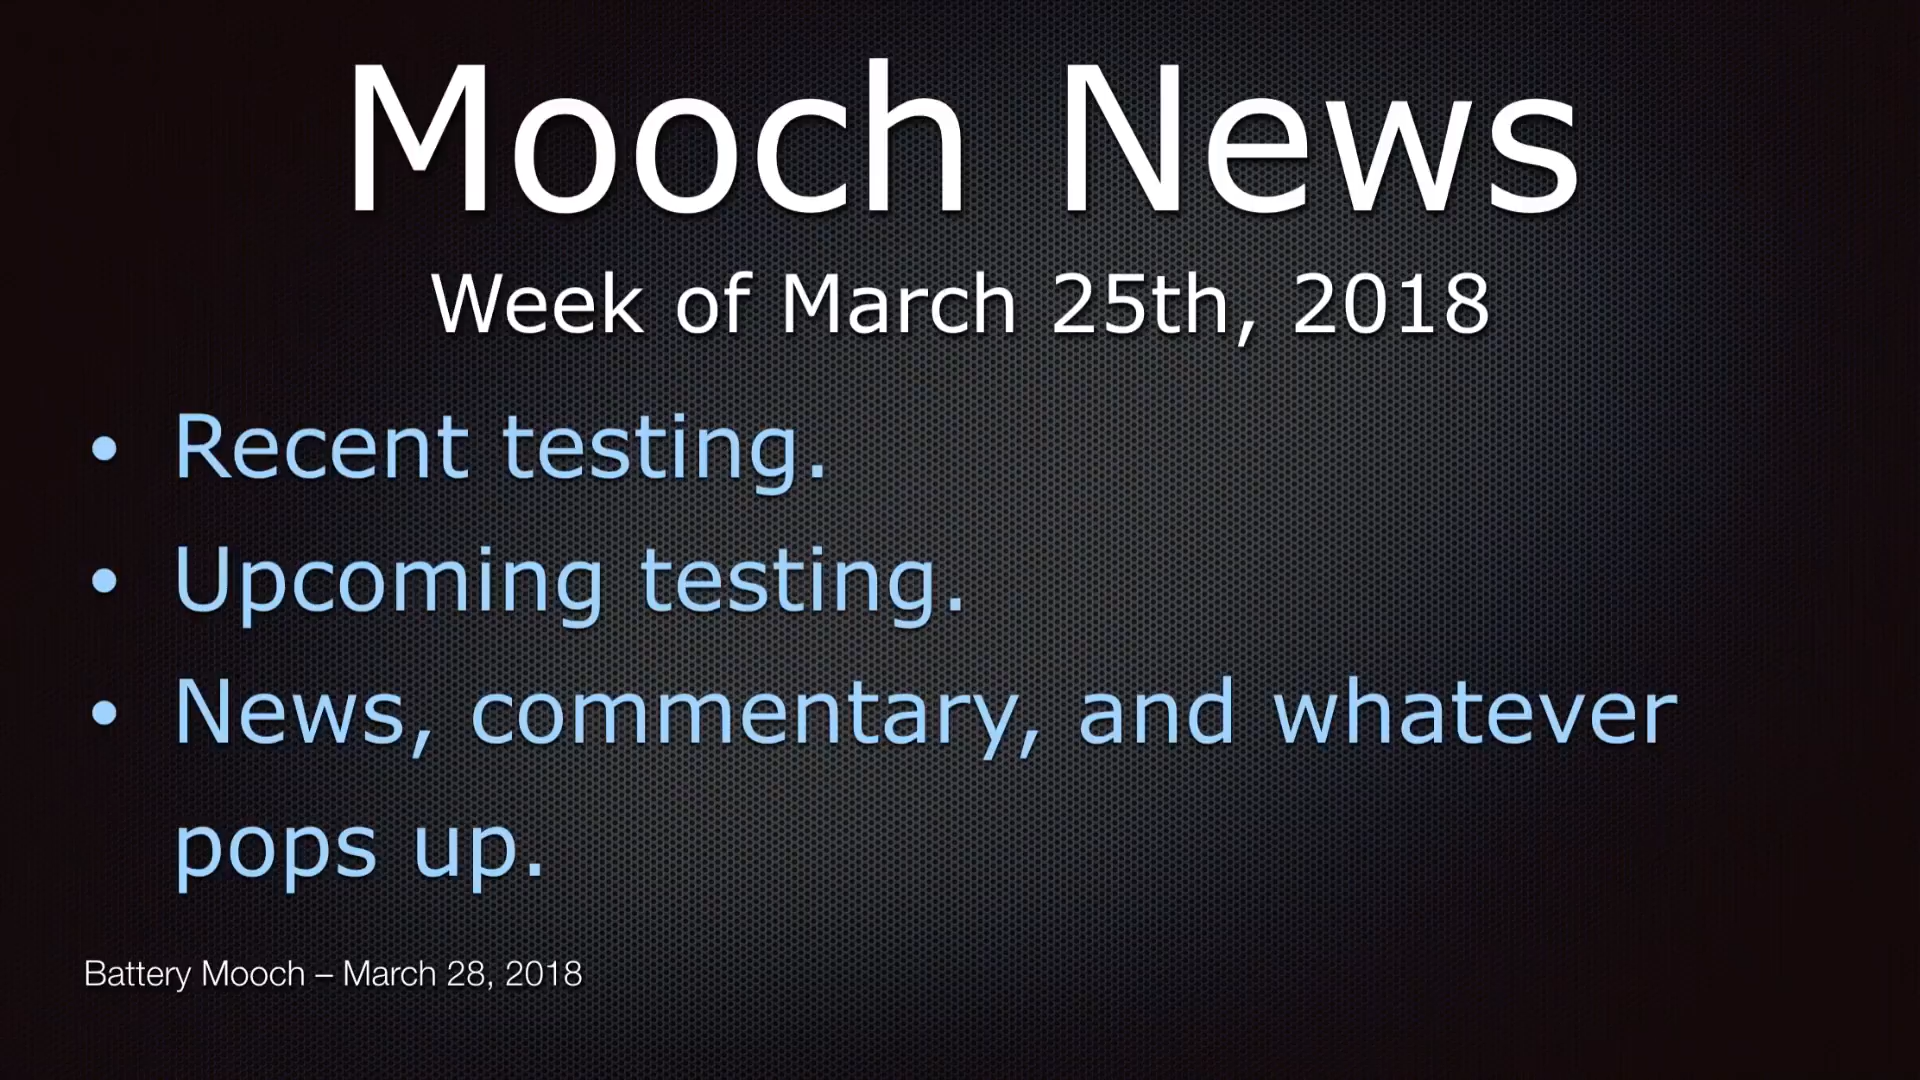 Mooch News
Week of March 25th, 2018
• Recent testing.
• Upcoming testing.
• News, commentary, and whatever
pops up.
Battery Mooch – March 28, 2018